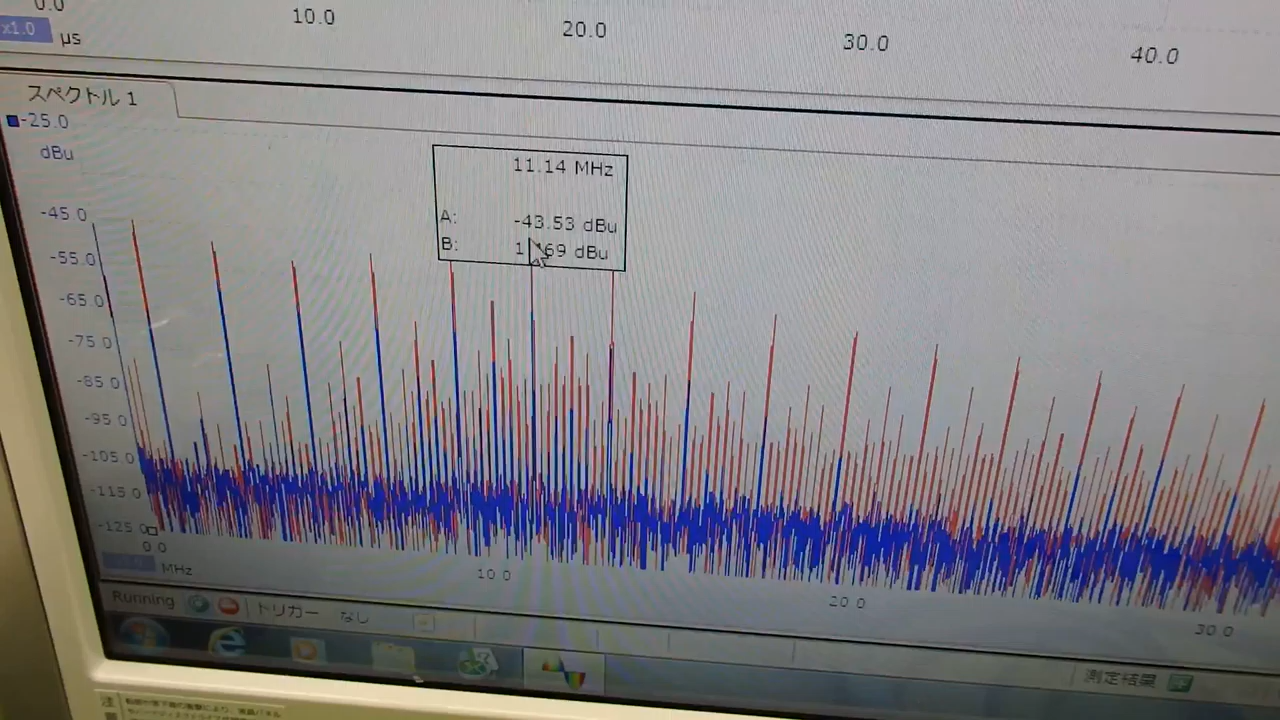 0.0
10.0
20.0
30.0
40.0
x1.0
µs
スペクトル 1
-25.0
dBu
11.14 MHz
A: -43.53 dBu
B: 69 dBu
-45.0
-55.0
-65.0
-75.0
-85.0
-95.0
-105.0
-115.0
-125.0
0.0
10.0
20.0
30.0
MHz
Running
トリガー なし
測定結果
注